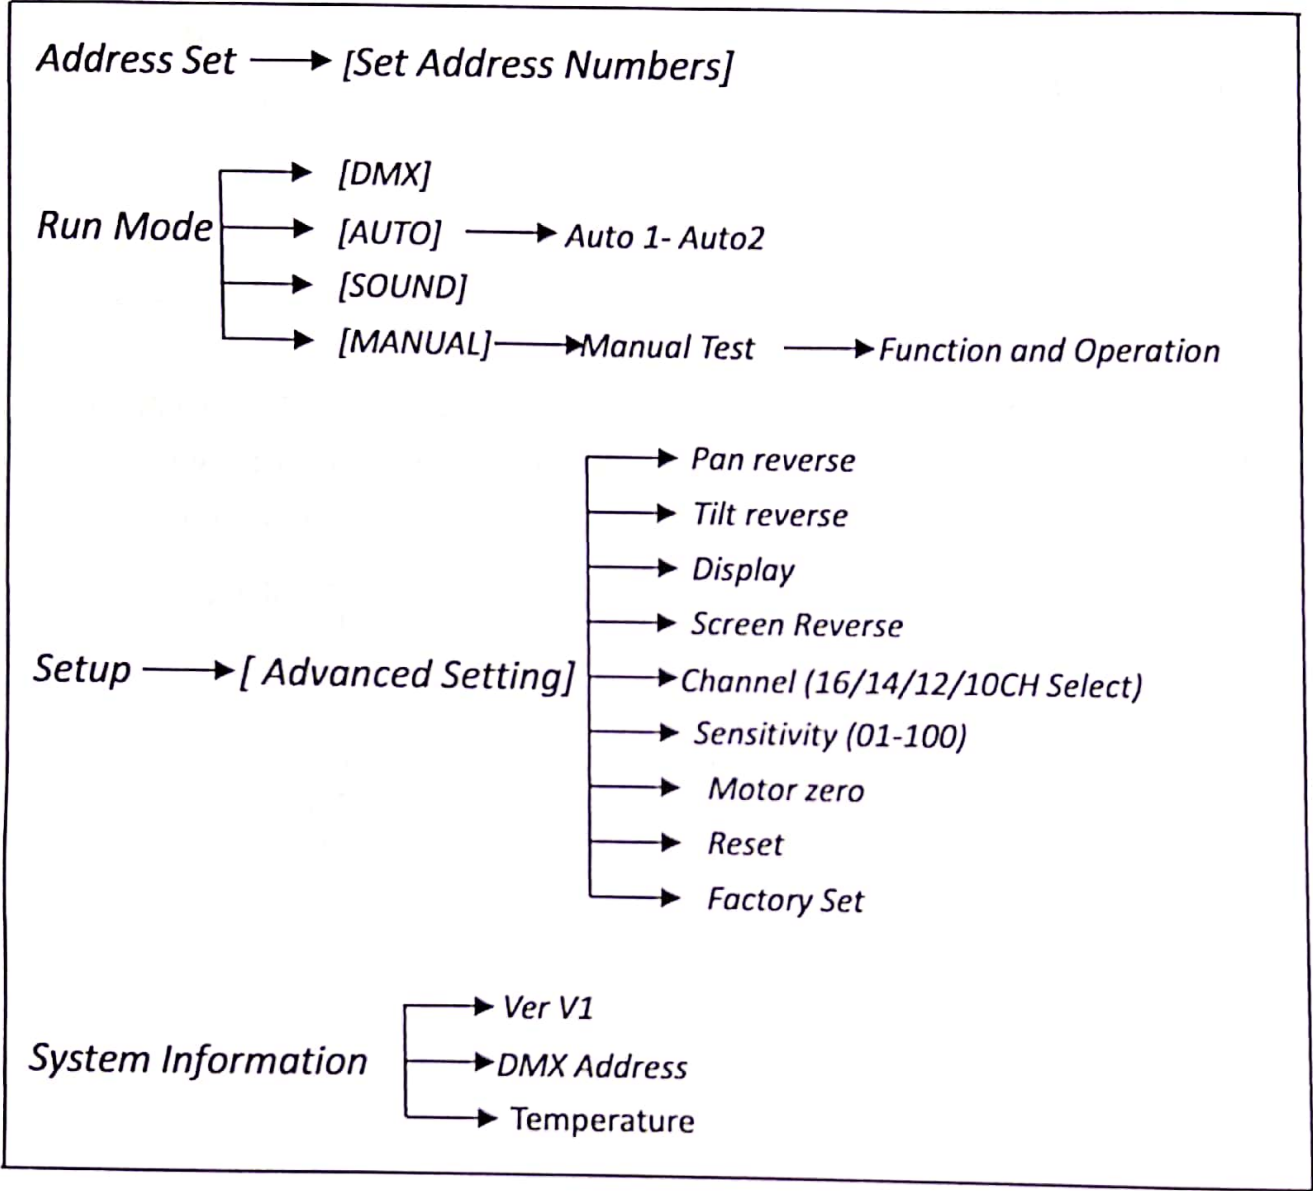 Address Set [Set Address Numbers]
[DMX]
Run Mode [AUTO] Auto 1- Auto2
[SOUND]
[MANUAL] Manual Test Function and Operation
Pan reverse
Tilt reverse
Display
Screen Reverse
Setup [ Advanced Setting] Channel (16/14/12/10CH Select)
Sensitivity (01-100)
Motor zero
Reset
Factory Set
Ver V1
System Information DMX Address
Temperature